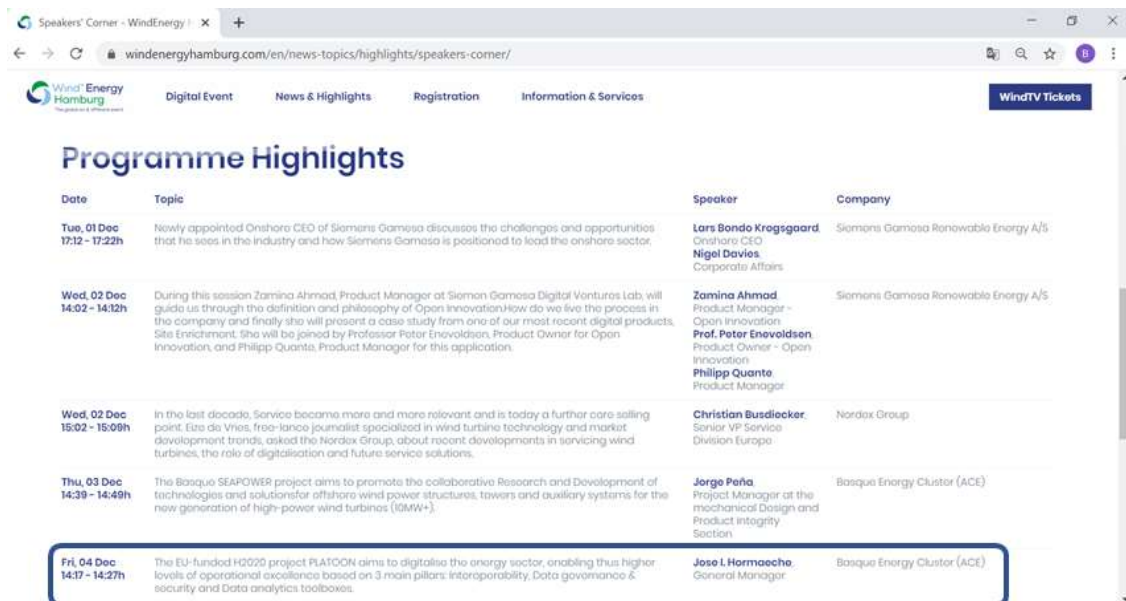 Speakers' Corner - WindEnergy H
windenergyhamburg.com/en/news-topics/highlights/speakers-corner/
Wind Energy
Hamburg
Digital Event News & Highlights Registration Information & Services WindTV Tickets
Programme Highlights
Date Topic Speaker Company
Tue, 01 Dec
17:12 - 17:22h
Newly appointed Onshore CEO of Siemens Gamesa discusses the challenges and opportunities
that he sees in the industry and how Siemens Gamesa is positioned to lead the onshore sector.
Lars Bondo Krogsgaard,
Onshore CEO
Nigel Davies,
Corporate Affairs
Siemens Gamesa Renewable Energy A/S
Wed, 02 Dec
14:02 - 14:12h
During this session Zamina Ahmad, Product Manager at Siemen Gamesa Digital Ventures Lab, will
guide us through the definition and philosophy of Open Innovation.How do we live the process in
the company and finally she will present a case study from one of our most recent digital products,
Site Enrichment. She will be joined by Professor Peter Enevoldsen, Product Owner for Open
Innovation, and Philipp Quante, Product Manager for this application.
Zamina Ahmad,
Product Manager -
Open Innovation
Prof. Peter Enevoldsen,
Product Owner - Open
Innovation
Philipp Quante,
Product Manager
Siemens Gamesa Renewable Energy A/S
Wed, 02 Dec
15:02 - 15:09h
In the last decade, Service became more and more relevant and is today a further core selling
point. Eize de Vries, free-lance journalist specialized in wind turbine technology and market
development trends, asked the Nordex Group, about recent developments in servicing wind
turbines, the role of digitalisation and future service solutions.
Christian Busdiecker,
Senior VP Service
Division Europe
Nordex Group
Thu, 03 Dec
14:39 - 14:49h
The Basque SEAPOWER project aims to promote the collaborative Research and Development of
technologies and solutionsfor offshore wind power structures, towers and auxiliary systems for the
new generation of high-power wind turbines (10MW+).
Jorge Peña,
Project Manager at the
mechanical Design and
Product Integrity
Section
Basque Energy Cluster (ACE)
Fri, 04 Dec
14:17 - 14:27h
The EU-funded H2020 project PLATOON aims to digitalise the energy sector, enabling thus higher
levels of operational excellence based on 3 main pillars: Interoperability, Data governance &
security and Data analytics toolboxes.
Jose I. Hormaeche,
General Manager
Basque Energy Cluster (ACE)